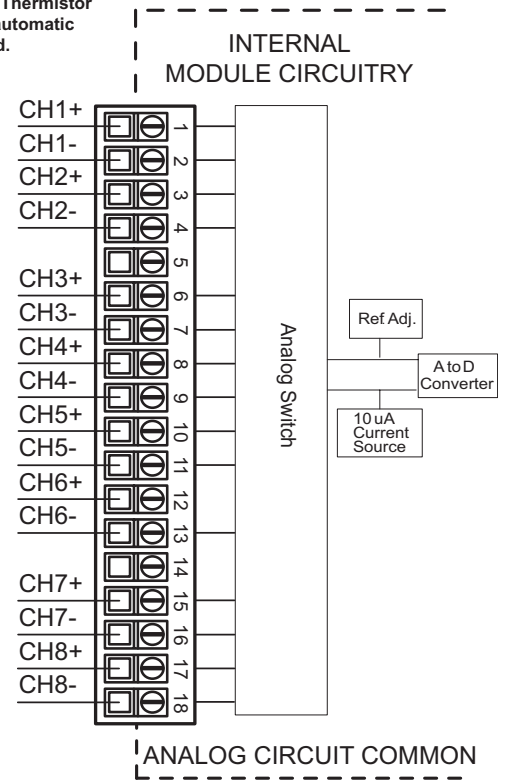 Thermistor
automatic
d.
INTERNAL
MODULE CIRCUITRY
CH1+
CH1-
CH2+
CH2-
CH3+
CH3-
CH4+
CH4-
CH5+
CH5-
CH6+
CH6-
CH7+
CH7-
CH8+
CH8-
1
2
3
4
5
6
7
8
9
10
11
12
13
14
15
16
17
18
Analog Switch
Ref Adj.
A to D
Converter
10 uA
Current
Source
ANALOG CIRCUIT COMMON